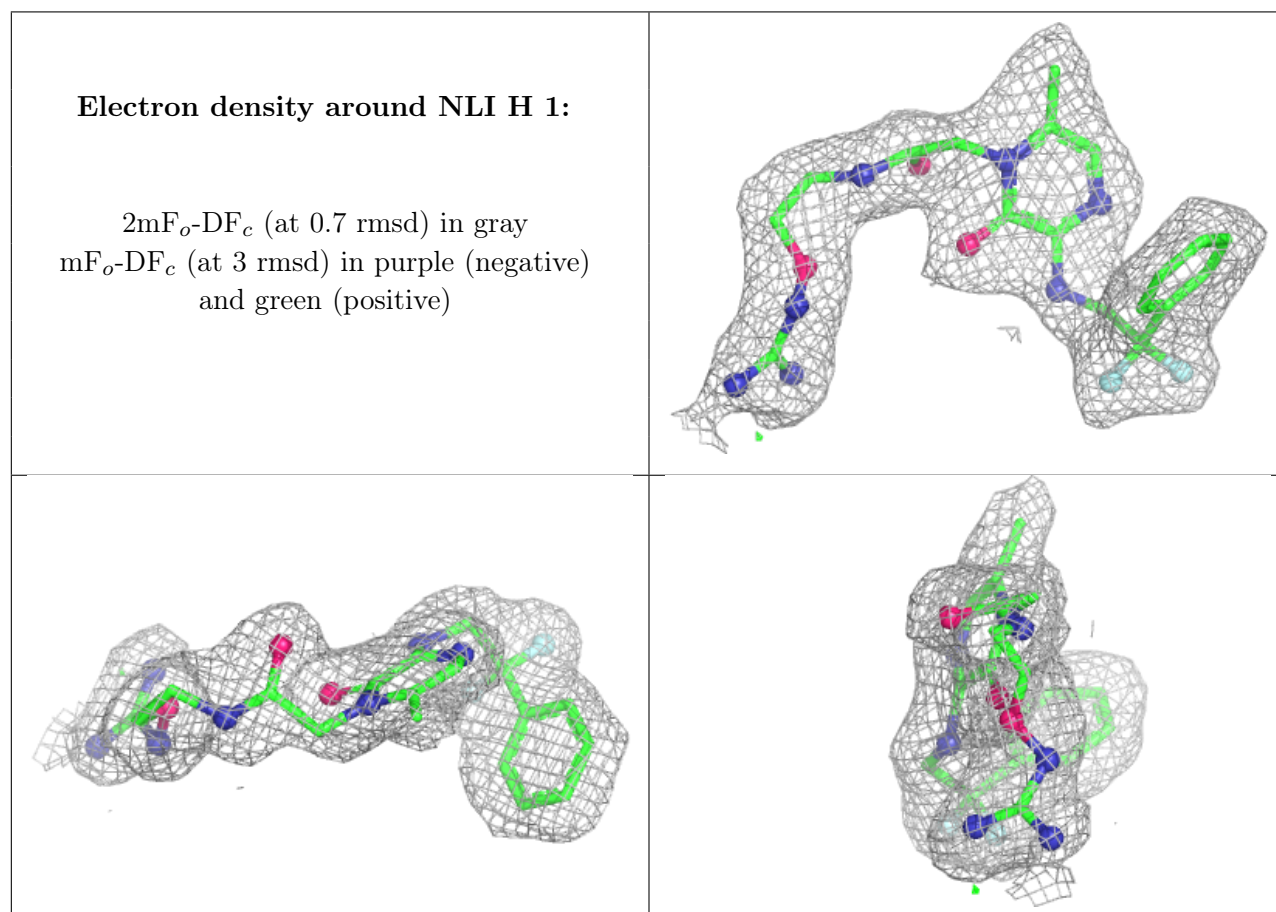 Electron density around NLI H 1:
2mFo-DFc (at 0.7 rmsd) in gray
mFo-DFc (at 3 rmsd) in purple (negative)
and green (positive)